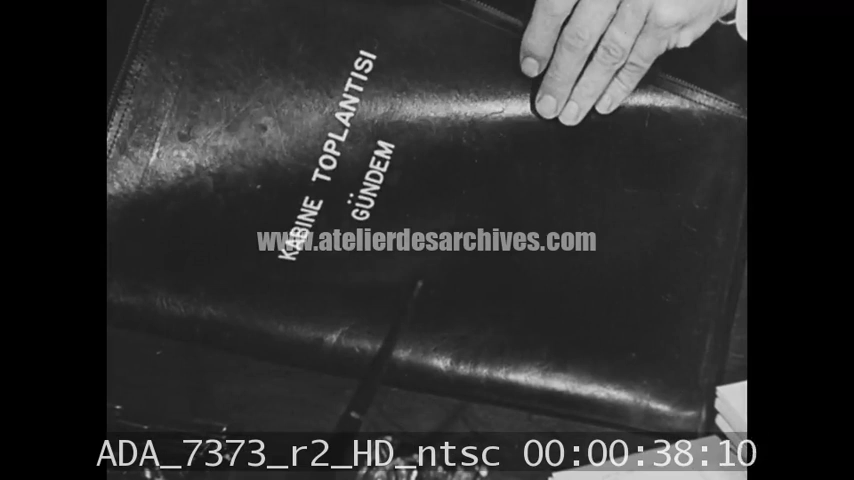 KABINE TOPLANTISI
GÜNDEM
www.atelierdesarchives.com
ADA_7373_r2_HD_ntsc 00:00:38:10